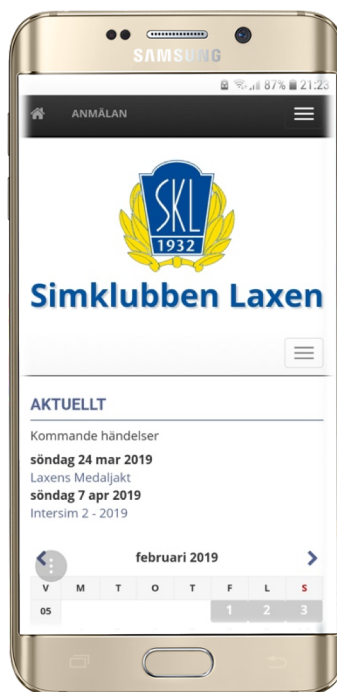 SAMSUNG
87% 21:23
ANMÄLAN
SKL
1932
Simklubben Laxen
AKTUELLT
Kommande händelser
söndag 24 mar 2019
Laxens Medaljakt
söndag 7 apr 2019
Intersim 2 - 2019
februari 2019
V M T O T F L S
05 1 2 3